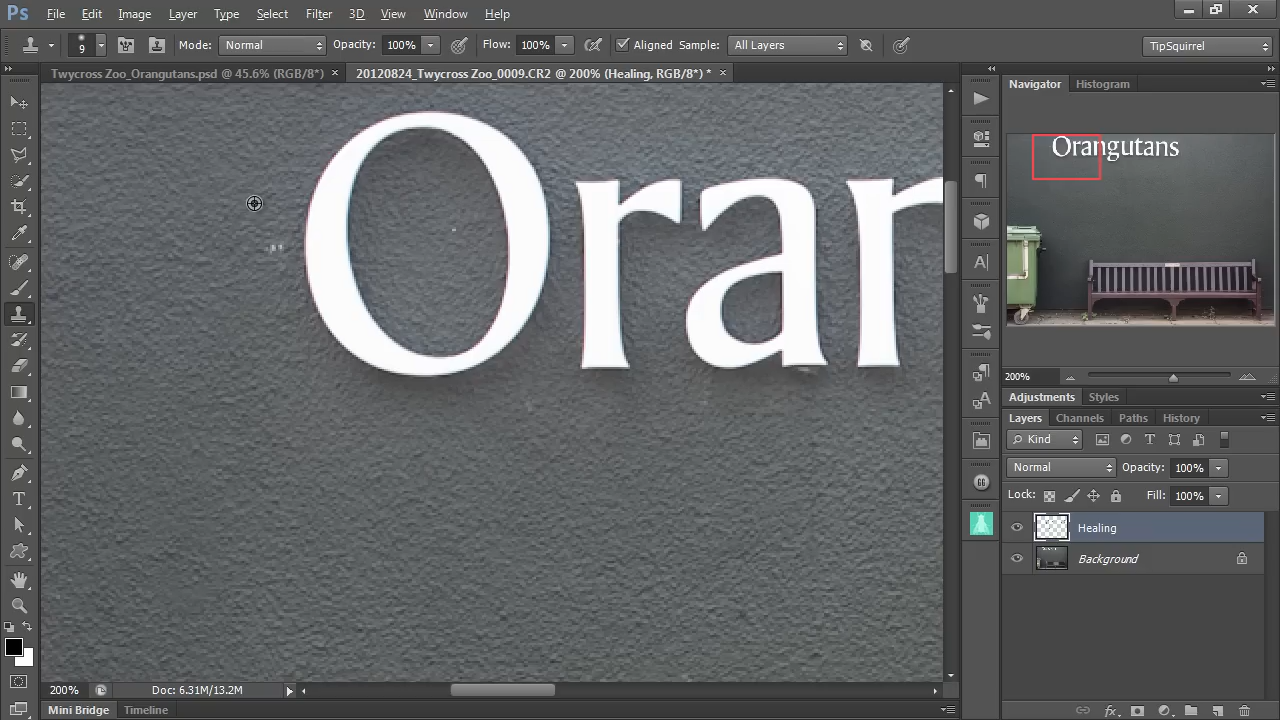 Ps File Edit Image Layer Type Select Filter 3D View Window Help
9 Mode: Normal Opacity: 100% Flow: 100% Aligned Sample: All Layers TipSquirrel
Twycross Zoo_Orangutans.psd @ 45.6% (RGB/8*) × 20120824_Twycross Zoo_0009.CR2 @ 200% (Healing, RGB/8*) * ×
Navigator Histogram
Orangutans
Oran
200%
Adjustments Styles
Layers Channels Paths History
Kind
Normal Opacity: 100%
Lock: Fill: 100%
Healing
Background
200% Doc: 6.31M/13.2M
Mini Bridge Timeline